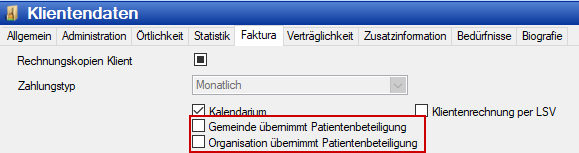 Klientendaten
Allgemein Administration Örtlichkeit Statistik Faktura Verträglichkeit Zusatzinformation Bedürfnisse Biografie
Rechnungskopien Klient
Zahlungstyp Monatlich
Kalendarium Klientenrechnung per LSV
Gemeinde übernimmt Patientenbeteiligung
Organisation übernimmt Patientenbeteiligung